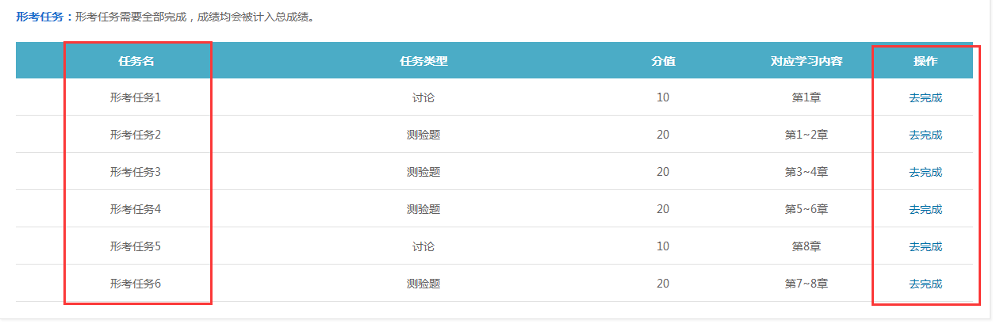 形考任务：形考任务需要全部完成，成绩均会被计入总成绩。
任务名 任务类型 分值 对应学习内容 操作
形考任务1 讨论 10 第1章 去完成
形考任务2 测验题 20 第1~2章 去完成
形考任务3 测验题 20 第3~4章 去完成
形考任务4 测验题 20 第5~6章 去完成
形考任务5 讨论 10 第8章 去完成
形考任务6 测验题 20 第7~8章 去完成